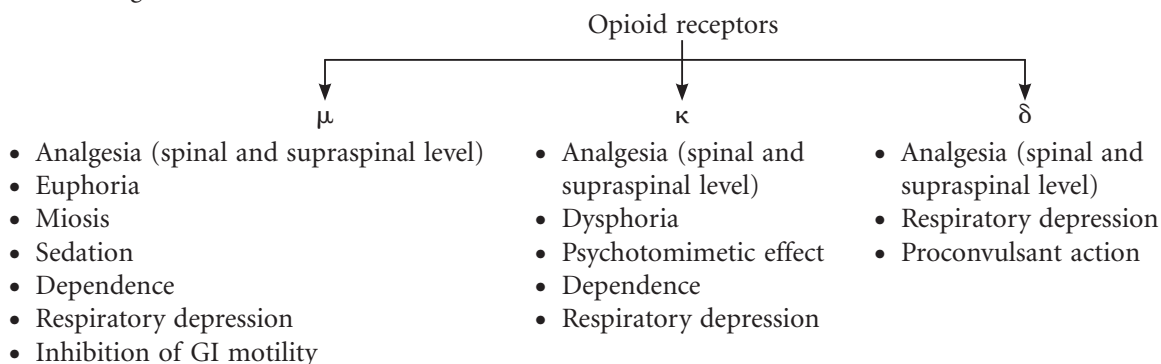 Opioid receptors
μ
κ
δ
• Analgesia (spinal and supraspinal level)
• Euphoria
• Miosis
• Sedation
• Dependence
• Respiratory depression
• Inhibition of GI motility
• Analgesia (spinal and
supraspinal level)
• Dysphoria
• Psychotomimetic effect
• Dependence
• Respiratory depression
• Analgesia (spinal and
supraspinal level)
• Respiratory depression
• Proconvulsant action